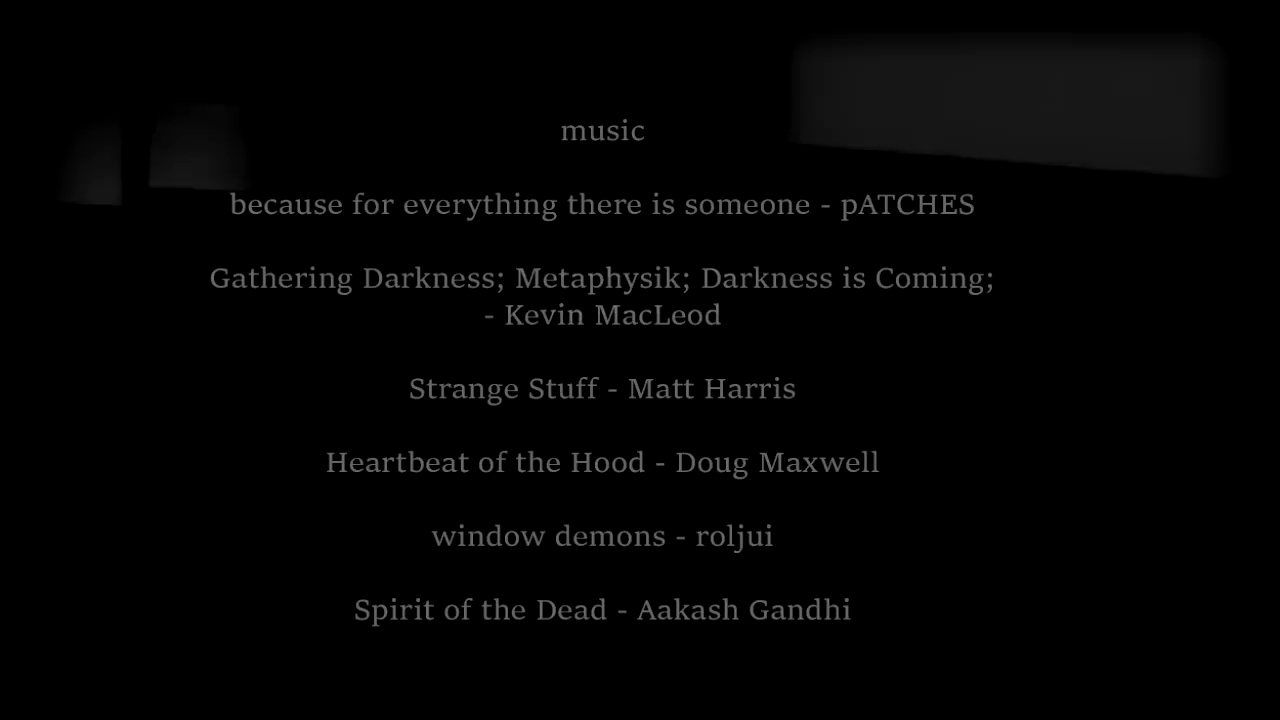 music
because for everything there is someone - pATCHES
Gathering Darkness; Metaphysik; Darkness is Coming;
- Kevin MacLeod
Strange Stuff - Matt Harris
Heartbeat of the Hood - Doug Maxwell
window demons - roljui
Spirit of the Dead - Aakash Gandhi